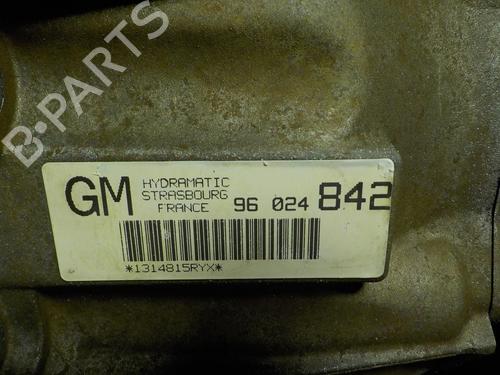 B-PARTS
GM HYDRAMATIC
STRASBOURG
FRANCE 96 024 842
*1314815RYX*